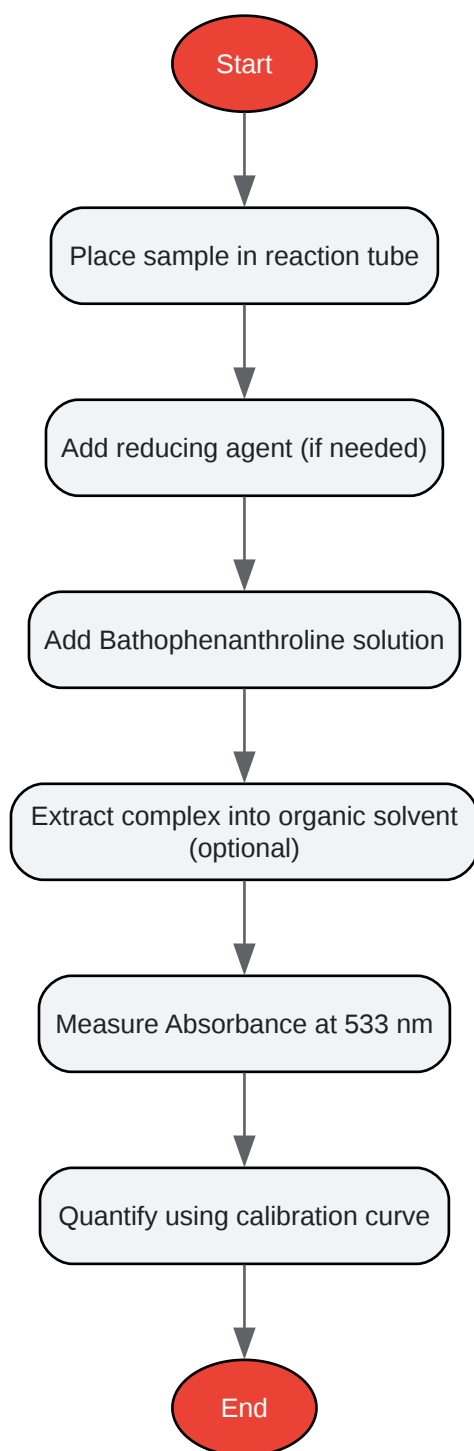 Start
Place sample in reaction tube
Add reducing agent (if needed)
Add Bathophenanthroline solution
Extract complex into organic solvent
(optional)
Measure Absorbance at 533 nm
Quantify using calibration curve
End